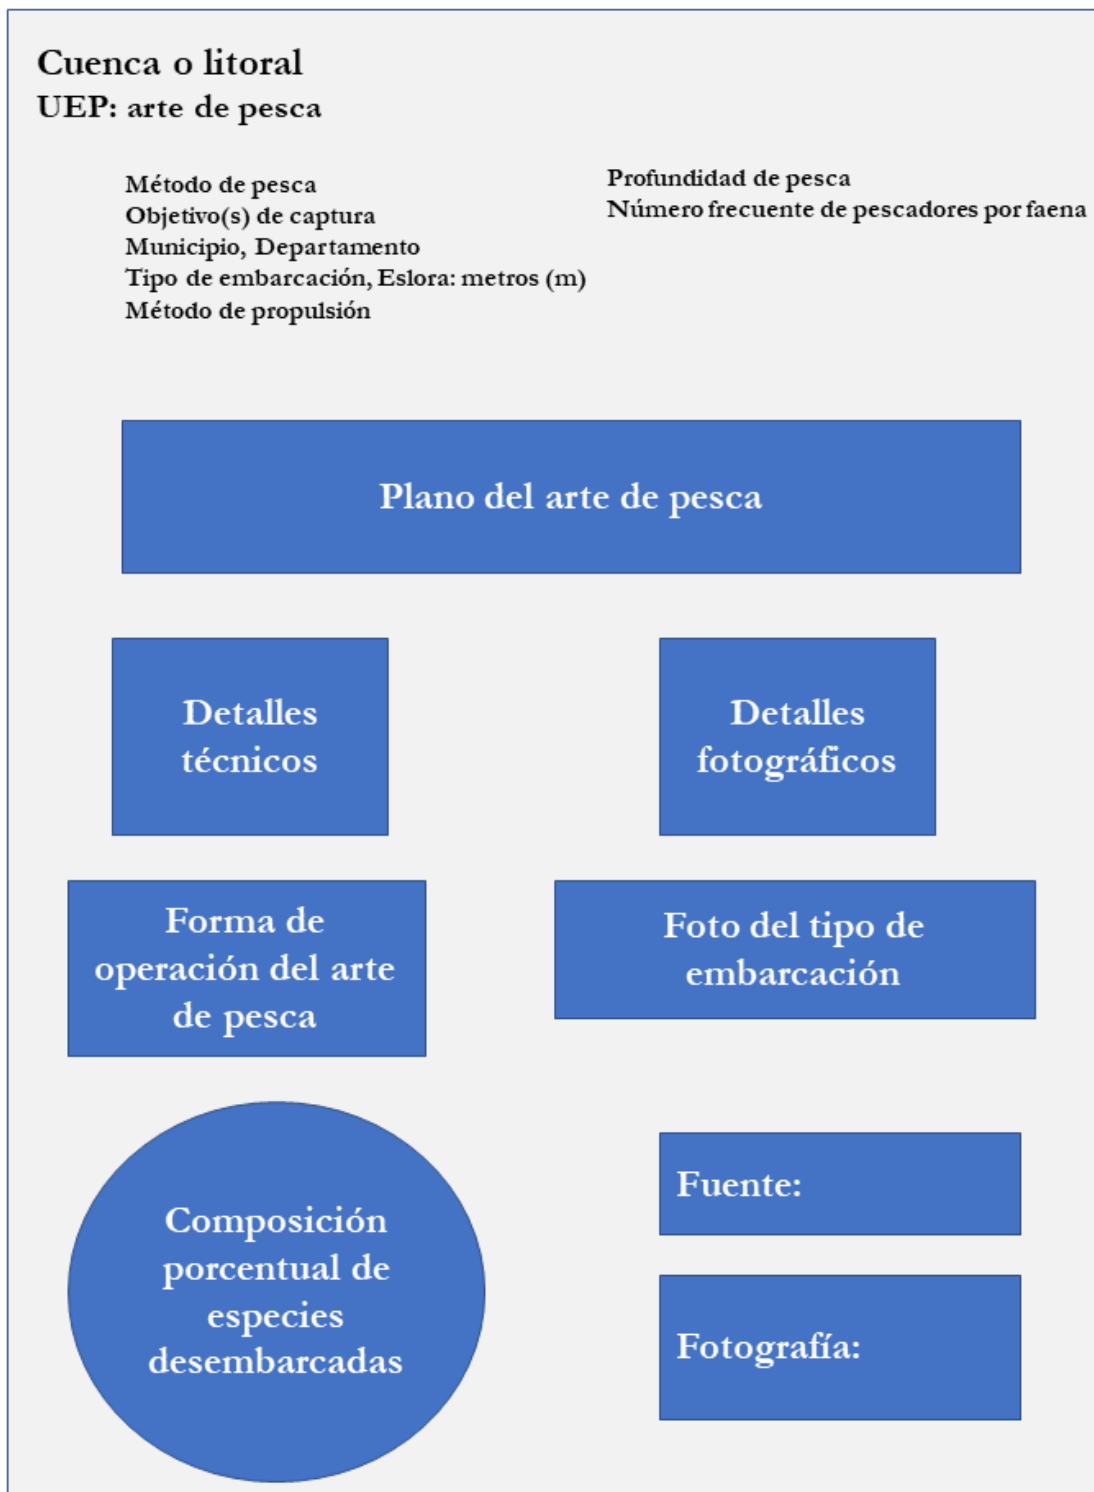 Cuenca o litoral
UEP: arte de pesca
Método de pesca
Objetivo(s) de captura
Municipio, Departamento
Tipo de embarcación, Eslora: metros (m)
Método de propulsión
Profundidad de pesca
Número frecuente de pescadores por faena
Plano del arte de pesca
Detalles
técnicos
Detalles
fotográficos
Forma de
operación del arte
de pesca
Foto del tipo de
embarcación
Composición
porcentual de
especies
desembarcadas
Fuente:
Fotografía: